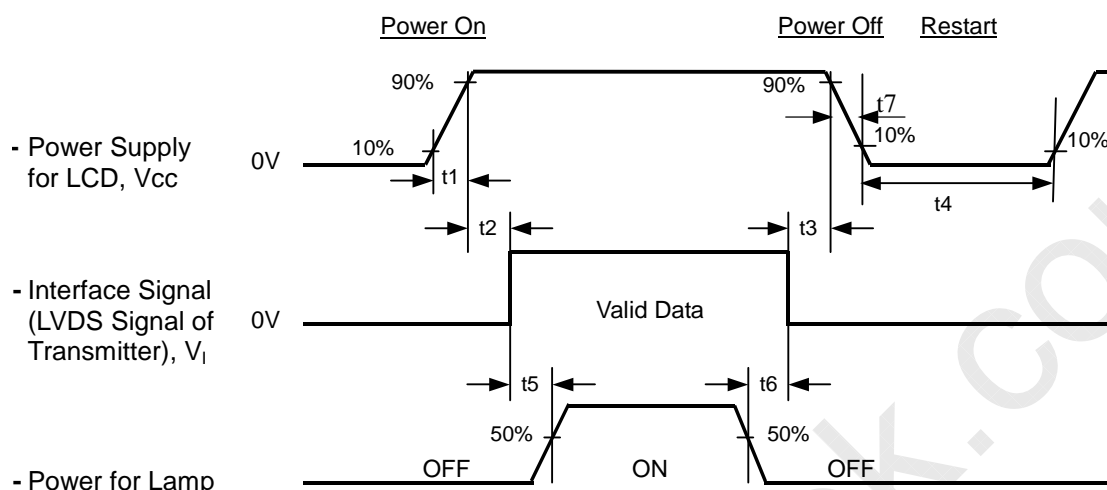 Power On
Power Off
Restart
90%
90%
t7
10%
10%
10%
- Power Supply
for LCD, Vcc
0V
t1
t4
t2
t3
- Interface Signal
(LVDS Signal of
Transmitter), VI
0V
Valid Data
t5
t6
50%
50%
- Power for Lamp
OFF
ON
OFF